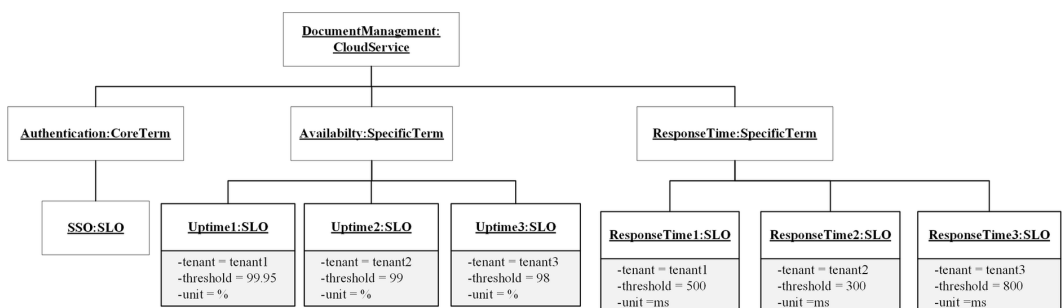 DocumentManagement:
CloudService
Authentication:CoreTerm
Availabilty:SpecificTerm
ResponseTime:SpecificTerm
SSO:SLO
Uptime1:SLO
-tenant = tenant1
-threshold = 99.95
-unit = %
Uptime2:SLO
-tenant = tenant2
-threshold = 99
-unit = %
Uptime3:SLO
-tenant = tenant3
-threshold = 98
-unit = %
ResponseTime1:SLO
-tenant = tenant1
-threshold = 500
-unit =ms
ResponseTime2:SLO
-tenant = tenant2
-threshold = 300
-unit =ms
ResponseTime3:SLO
-tenant = tenant3
-threshold = 800
-unit =ms